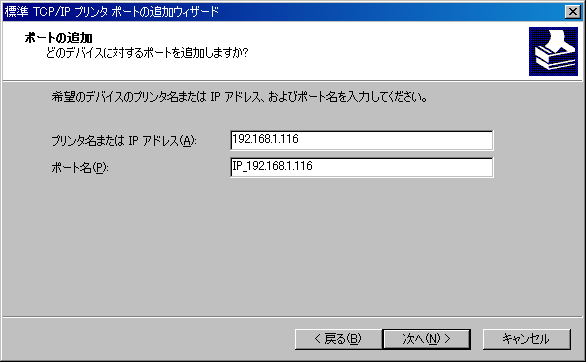 標準 TCP/IP プリンタ ポートの追加ウィザード
ポートの追加
どのデバイスに対するポートを追加しますか?
希望のデバイスのプリンタ名または IP アドレス、およびポート名を入力してください。
プリンタ名または IP アドレス(A): 192.168.1.116
ポート名(P): IP_192.168.1.116
< 戻る(B) 次へ(N) > キャンセル